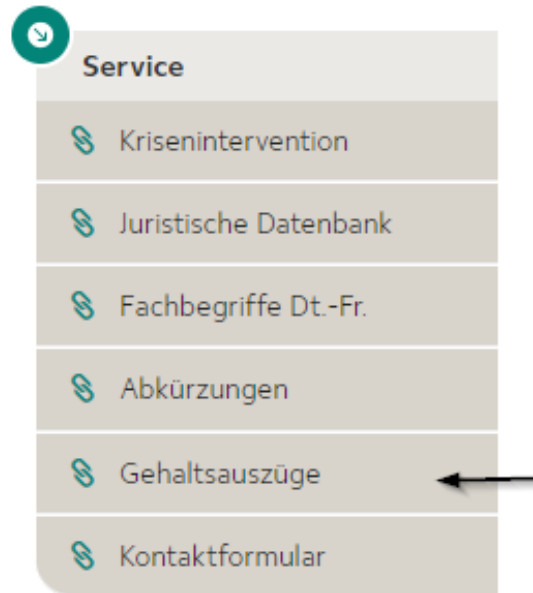 Service
Krisenintervention
Juristische Datenbank
Fachbegriffe Dt.-Fr.
Abkürzungen
Gehaltsauszüge
Kontaktformular